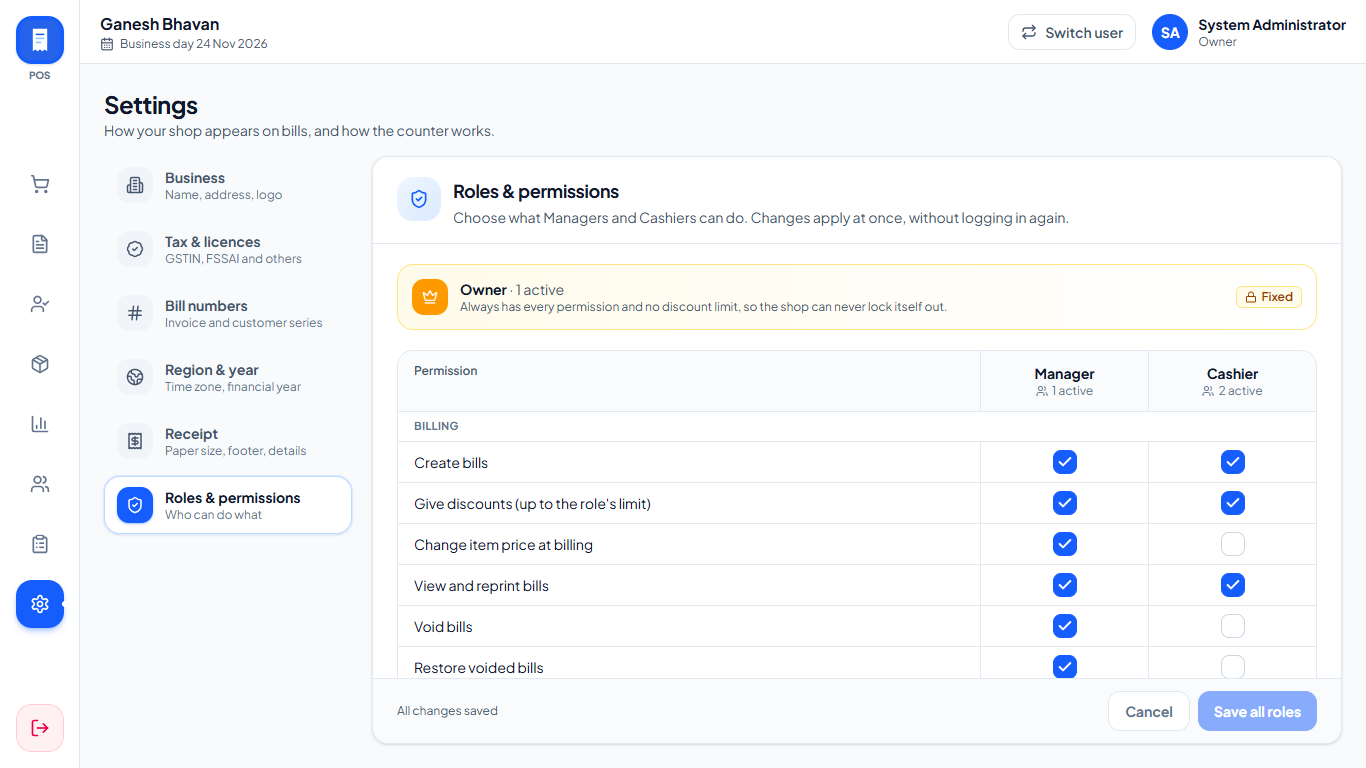 Ganesh Bhavan
Business day 24 Nov 2026
Switch user
SA
System Administrator
Owner
POS
Settings
How your shop appears on bills, and how the counter works.
Business
Name, address, logo
Tax & licences
GSTIN, FSSAI and others
Bill numbers
Invoice and customer series
Region & year
Time zone, financial year
Receipt
Paper size, footer, details
Roles & permissions
Who can do what
Roles & permissions
Choose what Managers and Cashiers can do. Changes apply at once, without logging in again.
Owner · 1 active
Always has every permission and no discount limit, so the shop can never lock itself out.
Fixed
Permission
Manager
1 active
Cashier
2 active
BILLING
Create bills
Give discounts (up to the role's limit)
Change item price at billing
View and reprint bills
Void bills
Restore voided bills
All changes saved
Cancel
Save all roles